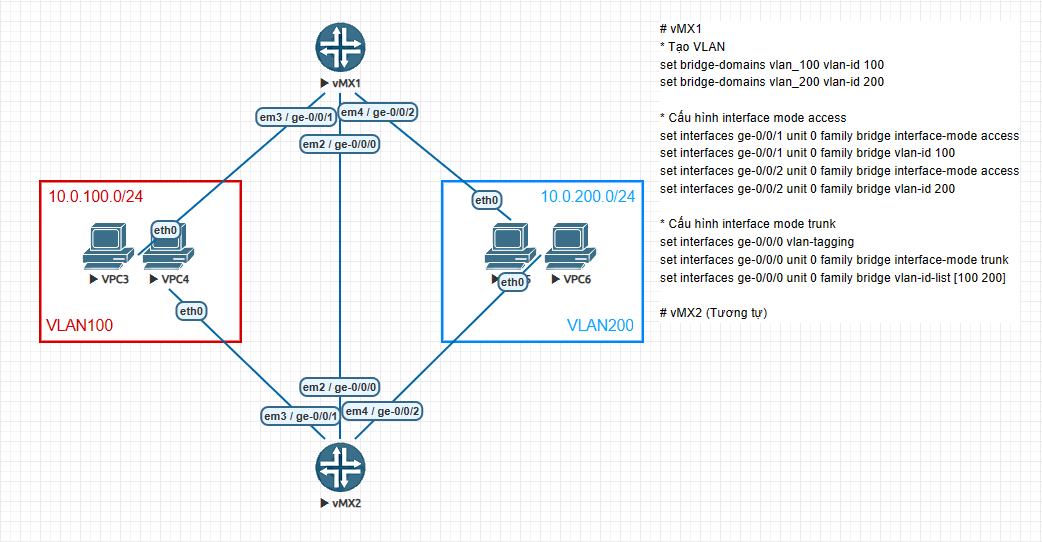 # vMX1
* Tạo VLAN
set bridge-domains vlan_100 vlan-id 100
set bridge-domains vlan_200 vlan-id 200
* Cấu hình interface mode access
set interfaces ge-0/0/1 unit 0 family bridge interface-mode access
set interfaces ge-0/0/1 unit 0 family bridge vlan-id 100
set interfaces ge-0/0/2 unit 0 family bridge interface-mode access
set interfaces ge-0/0/2 unit 0 family bridge vlan-id 200
* Cấu hình interface mode trunk
set interfaces ge-0/0/0 vlan-tagging
set interfaces ge-0/0/0 unit 0 family bridge interface-mode trunk
set interfaces ge-0/0/0 unit 0 family bridge vlan-id-list [100 200]
# vMX2 (Tương tự)
vMX1
em3 / ge-0/0/1
em4 / ge-0/0/2
em2 / ge-0/0/0
10.0.100.0/24
eth0
VPC3
VPC4
eth0
VLAN100
10.0.200.0/24
eth0
5
VPC6
eth0
VLAN200
em2 / ge-0/0/0
em3 / ge-0/0/1
em4 / ge-0/0/2
vMX2